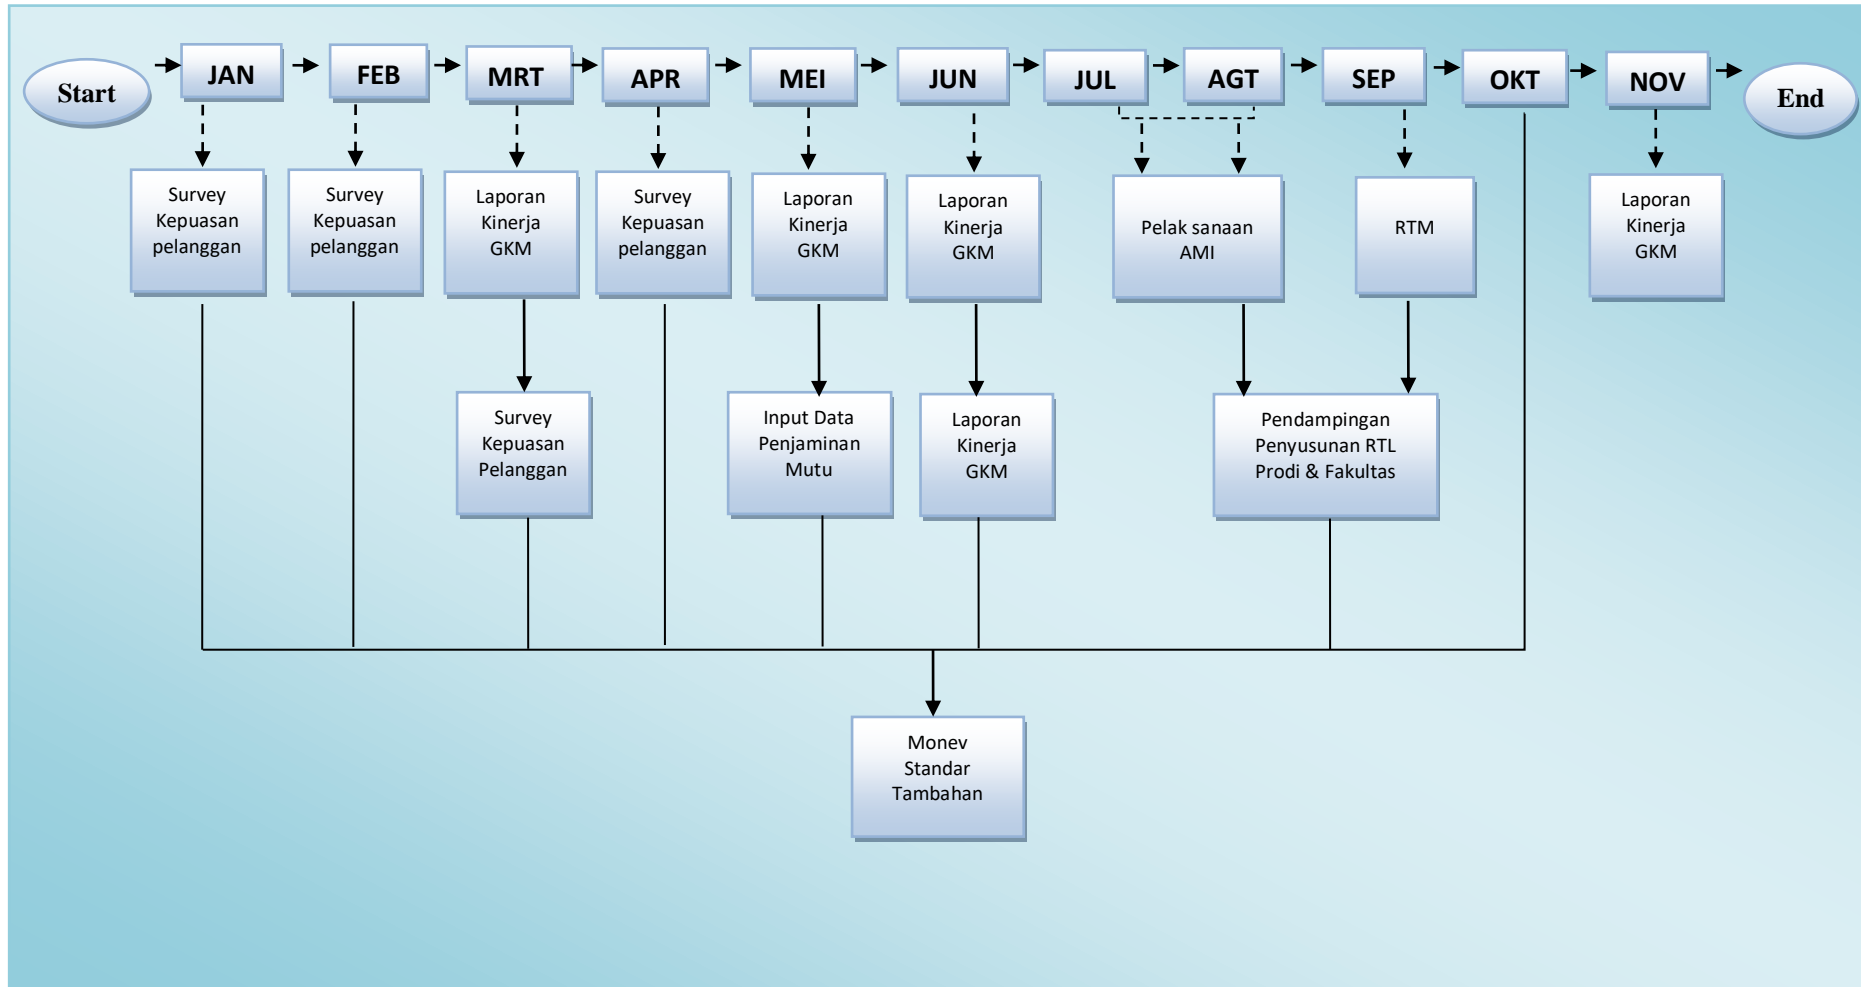 Start
JAN
FEB
MRT
APR
MEI
JUN
JUL
AGT
SEP
OKT
NOV
End
Survey
Kepuasan
pelanggan
Survey
Kepuasan
pelanggan
Laporan
Kinerja
GKM
Survey
Kepuasan
pelanggan
Laporan
Kinerja
GKM
Laporan
Kinerja
GKM
Pelak sanaan
AMI
RTM
Laporan
Kinerja
GKM
Survey
Kepuasan
Pelanggan
Input Data
Penjaminan
Mutu
Laporan
Kinerja
GKM
Pendampingan
Penyusunan RTL
Prodi & Fakultas
Monev
Standar
Tambahan